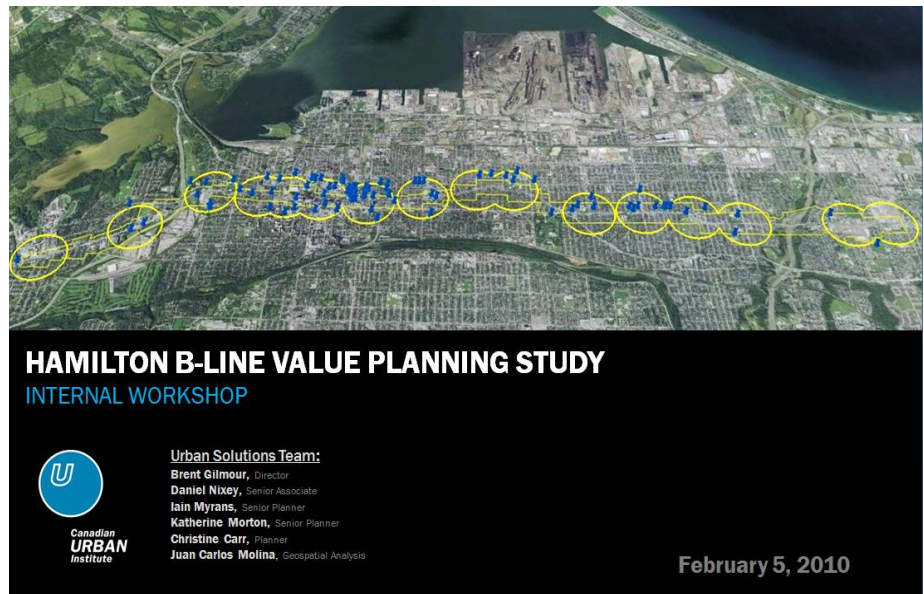 HAMILTON B-LINE VALUE PLANNING STUDY
INTERNAL WORKSHOP
U
Canadian
URBAN
Institute
Urban Solutions Team:
Brent Gilmour, Director
Daniel Nixey, Senior Associate
Iain Myrans, Senior Planner
Katherine Morton, Senior Planner
Christine Carr, Planner
Juan Carlos Molina, Geospatial Analysis
February 5, 2010